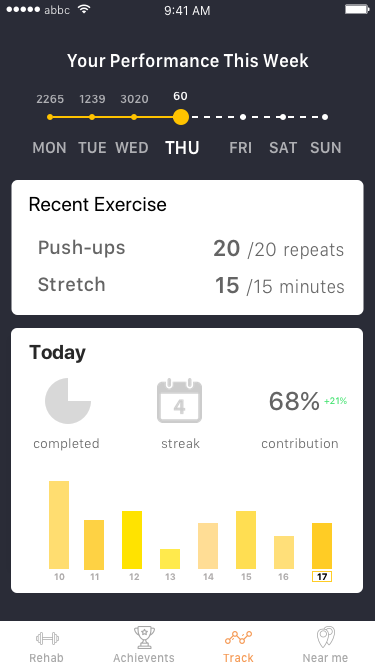 abbc 9:41 AM
Your Performance This Week
2265 1239 3020 60
MON TUE WED THU FRI SAT SUN
Recent Exercise
Push-ups 20 /20 repeats
Stretch 15 /15 minutes
Today
4 68% +21%
completed streak contribution
10 11 12 13 14 15 16 17
Rehab Achievents Track Near me